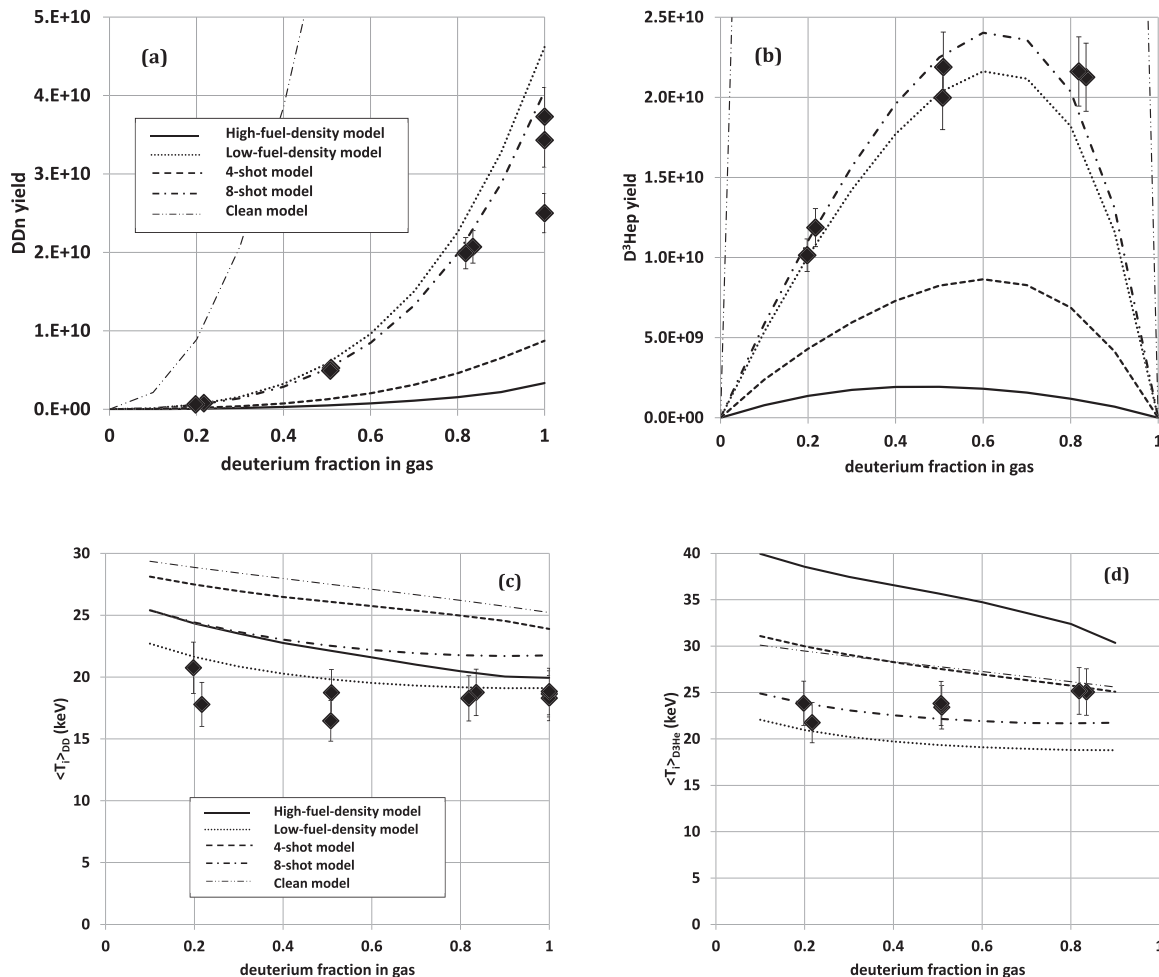 (a)
5.E+10
4.E+10
3.E+10
2.E+10
1.E+10
0.E+00
DDn yield
High-fuel-density model
Low-fuel-density model
4-shot model
8-shot model
Clean model
0 0.2 0.4 0.6 0.8 1
deuterium fraction in gas
(b)
2.5E+10
2.0E+10
1.5E+10
1.0E+10
5.0E+09
0.0E+00
D³Hep yield
0 0.2 0.4 0.6 0.8 1
deuterium fraction in gas
(c)
30
25
20
15
10
5
0
<Tᵢ>DD (keV)
High-fuel-density model
Low-fuel-density model
4-shot model
8-shot model
Clean model
0 0.2 0.4 0.6 0.8 1
deuterium fraction in gas
(d)
40
35
30
25
20
15
10
5
0
<Tᵢ>D3He (keV)
0 0.2 0.4 0.6 0.8 1
deuterium fraction in gas